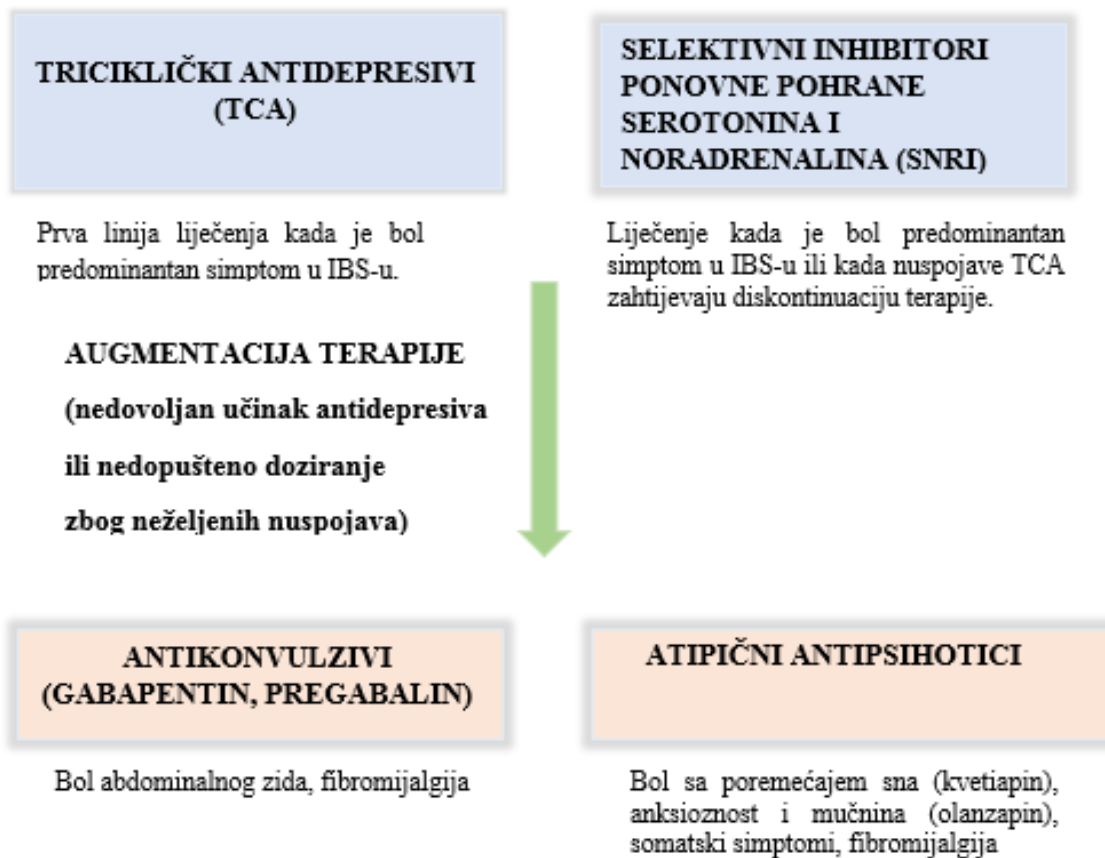 TRICIKLIČKI ANTIDEPRESIVI
(TCA)
SELEKTIVNI INHIBITORI
PONOVNE POHRANE
SEROTONINA I
NORADRENALINA (SNRI)
Prva linija liječenja kada je bol
predominantan simptom u IBS-u.
Liječenje kada je bol predominantan
simptom u IBS-u ili kada nuspojave TCA
zahtijevaju diskontinuaciju terapije.
AUGMENTACIJA TERAPIJE
(nedovoljan učinak antidepresiva
ili nedopušteno doziranje
zbog neželjenih nuspojava)
ANTIKONVULZIVI
(GABAPENTIN, PREGABALIN)
ATIPIČNI ANTIPSIHOTICI
Bol abdominalnog zida, fibromijalgija
Bol sa poremećajem sna (kvetiapin),
anksioznost i mučnina (olanzapin),
somatski simptomi, fibromijalgija